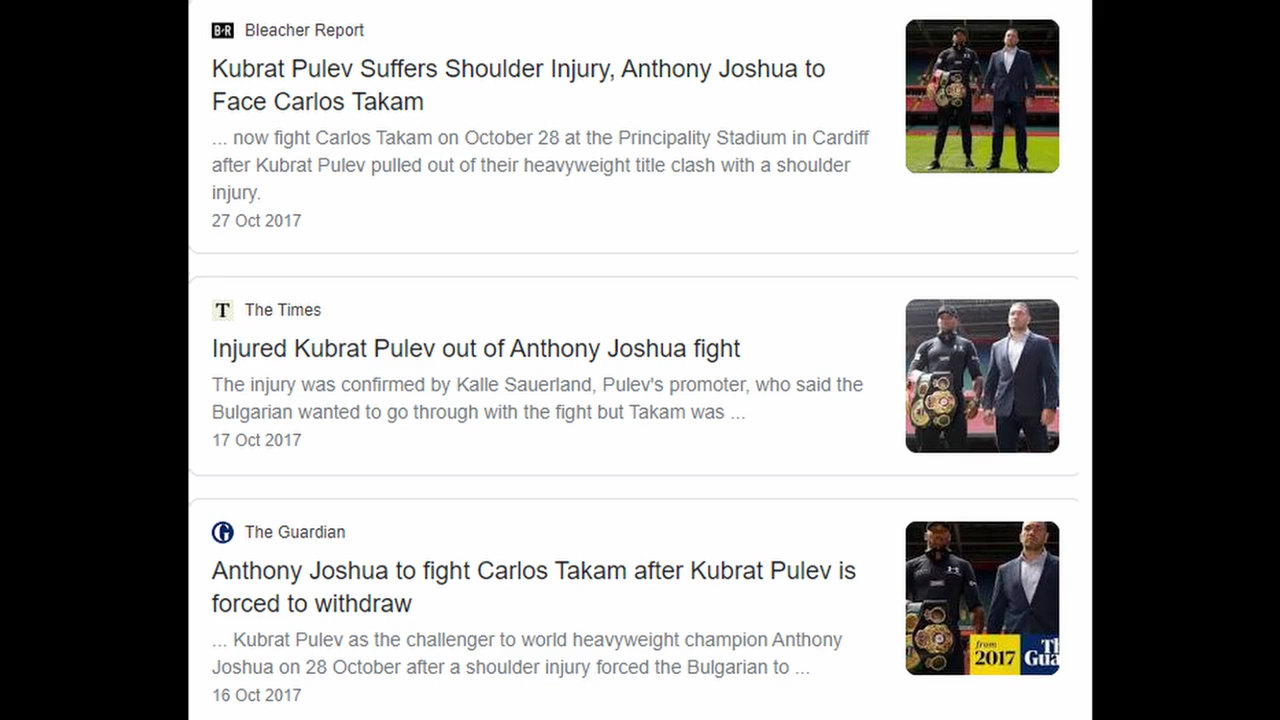 B/R Bleacher Report
Kubrat Pulev Suffers Shoulder Injury, Anthony Joshua to
Face Carlos Takam
... now fight Carlos Takam on October 28 at the Principality Stadium in Cardiff
after Kubrat Pulev pulled out of their heavyweight title clash with a shoulder
injury.
27 Oct 2017
T The Times
Injured Kubrat Pulev out of Anthony Joshua fight
The injury was confirmed by Kalle Sauerland, Pulev's promoter, who said the
Bulgarian wanted to go through with the fight but Takam was ...
17 Oct 2017
G The Guardian
Anthony Joshua to fight Carlos Takam after Kubrat Pulev is
forced to withdraw
... Kubrat Pulev as the challenger to world heavyweight champion Anthony
Joshua on 28 October after a shoulder injury forced the Bulgarian to ...
16 Oct 2017
from
2017
Gua